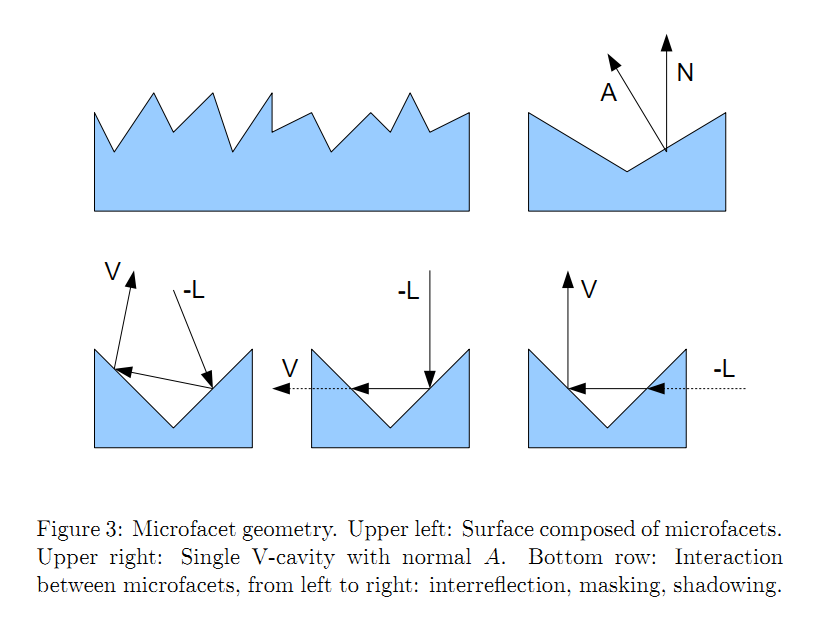 N
A
V
-L
-L
V
V
-L
Figure 3: Microfacet geometry. Upper left: Surface composed of microfacets.
Upper right: Single V-cavity with normal A. Bottom row: Interaction
between microfacets, from left to right: interreflection, masking, shadowing.